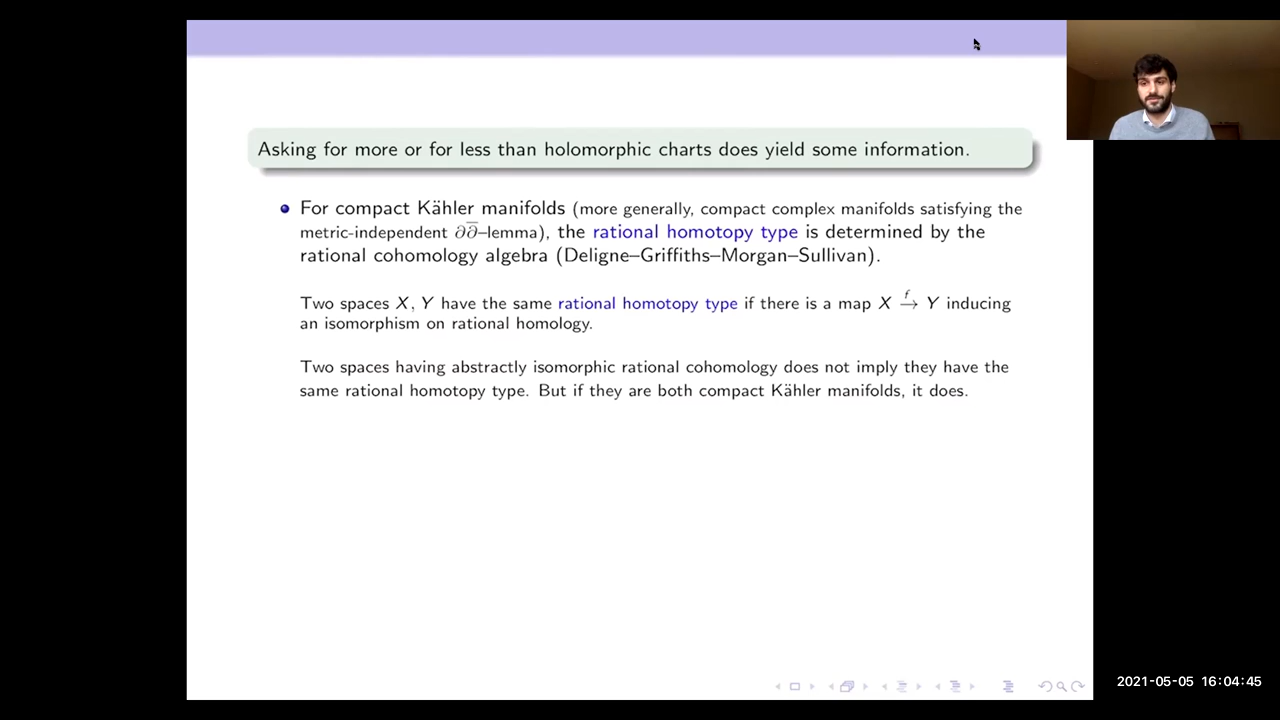 Asking for more or for less than holomorphic charts does yield some information.
For compact Kähler manifolds (more generally, compact complex manifolds satisfying the
metric-independent ∂∂̅–lemma), the rational homotopy type is determined by the
rational cohomology algebra (Deligne–Griffiths–Morgan–Sullivan).
Two spaces X, Y have the same rational homotopy type if there is a map X →^f Y inducing
an isomorphism on rational homology.
Two spaces having abstractly isomorphic rational cohomology does not imply they have the
same rational homotopy type. But if they are both compact Kähler manifolds, it does.
2021-05-05 16:04:45